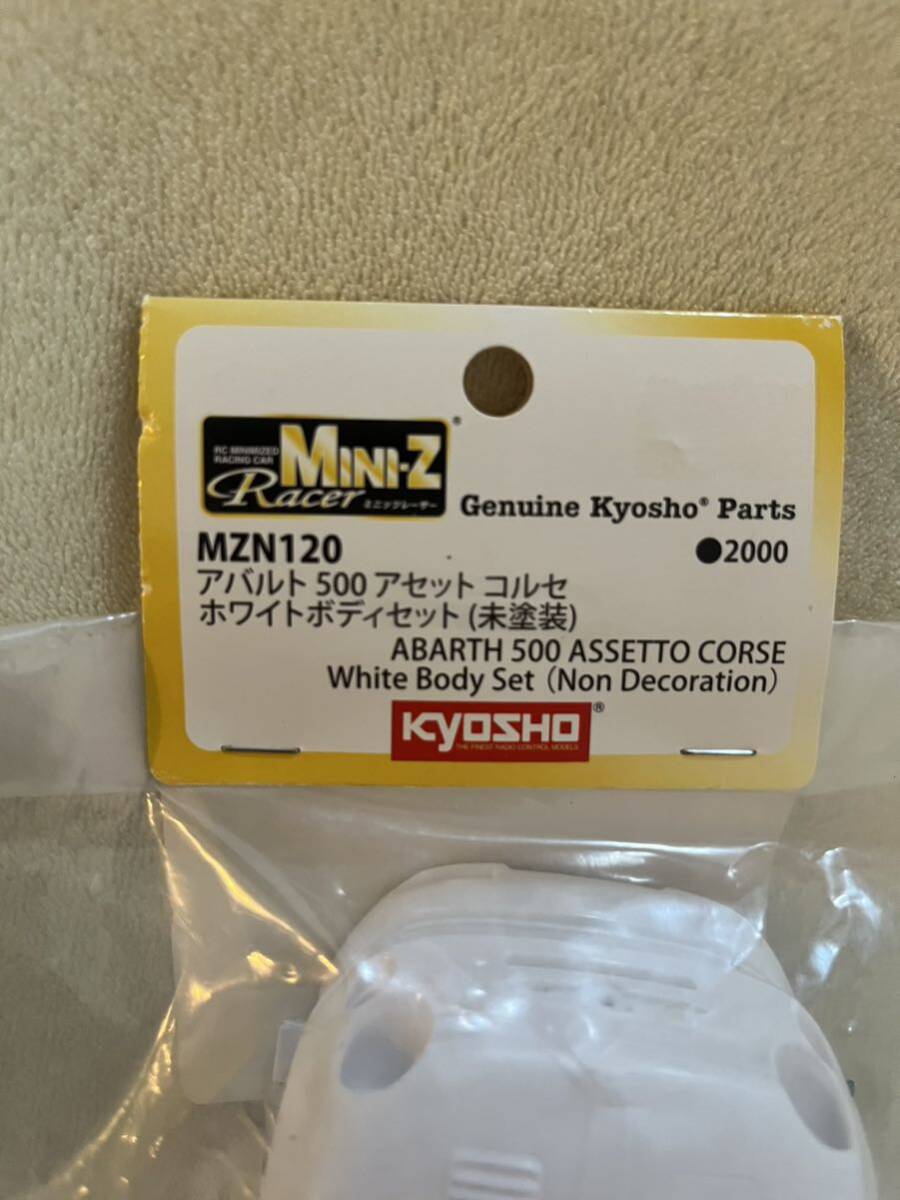 RC MINIMIZED
RACING CAR
MINI-Z®
Racer ミニッツレーサー
Genuine Kyosho® Parts
MZN120 ●2000
アバルト 500 アセット コルセ
ホワイトボディセット (未塗装)
ABARTH 500 ASSETTO CORSE
White Body Set (Non Decoration)
KYOSHO®
THE FINEST RADIO CONTROL MODELS